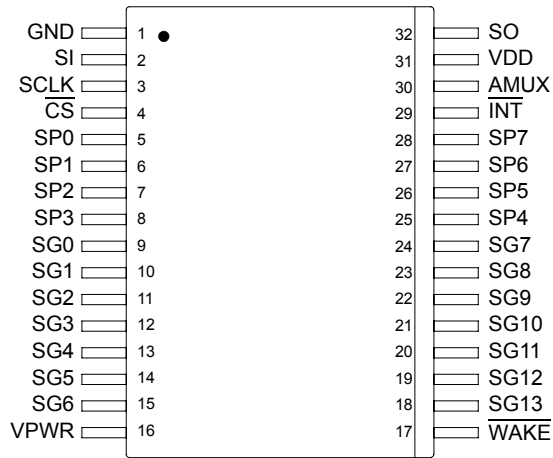 GND 1 32 SO
SI 2 31 VDD
SCLK 3 30 AMUX
C̅S̅ 4 29 I̅N̅T̅
SP0 5 28 SP7
SP1 6 27 SP6
SP2 7 26 SP5
SP3 8 25 SP4
SG0 9 24 SG7
SG1 10 23 SG8
SG2 11 22 SG9
SG3 12 21 SG10
SG4 13 20 SG11
SG5 14 19 SG12
SG6 15 18 SG13
VPWR 16 17 W̅A̅K̅E̅